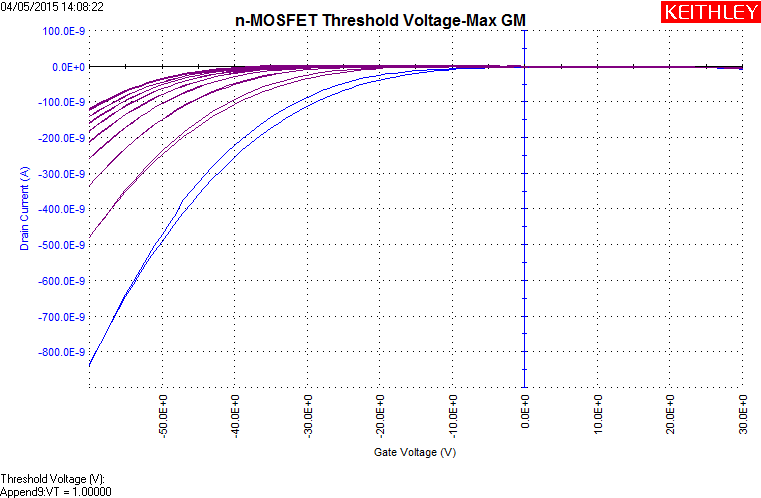 04/05/2015 14:08:22
KEITHLEY
n-MOSFET Threshold Voltage-Max GM
100.0E-9
0.0E+0
-100.0E-9
-200.0E-9
-300.0E-9
-400.0E-9
-500.0E-9
-600.0E-9
-700.0E-9
-800.0E-9
Drain Current (A)
-50.0E+0
-40.0E+0
-30.0E+0
-20.0E+0
-10.0E+0
0.0E+0
10.0E+0
20.0E+0
30.0E+0
Gate Voltage (V)
Threshold Voltage (V):
Append9:VT = 1.00000